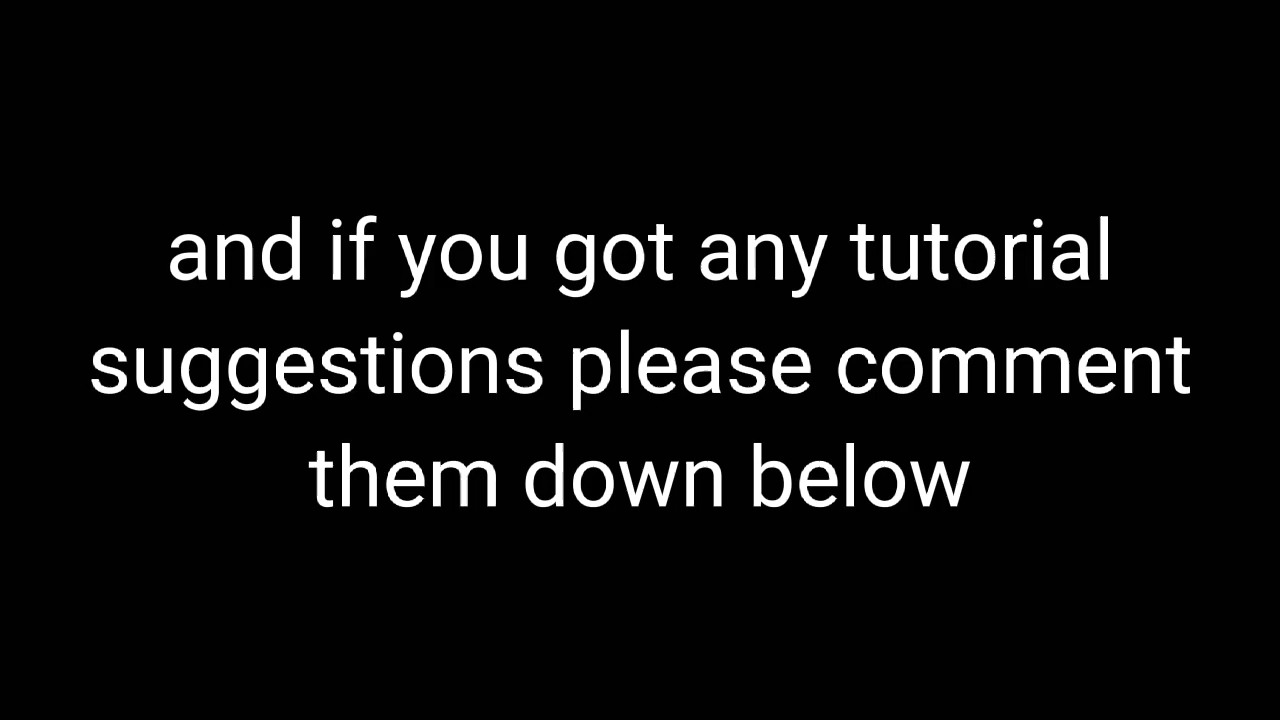 and if you got any tutorial
suggestions please comment
them down below